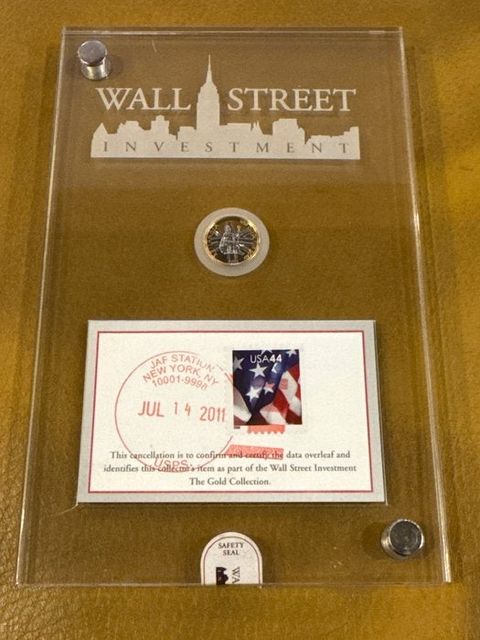 WALL STREET
INVESTMENT
JAF STATION
NEW YORK, NY
10001-9998
JUL 14 2011
USPS
USA44
This cancellation is to confirm and certify the data overleaf and
identifies this collector's item as part of the Wall Street Investment
The Gold Collection.
SAFETY
SEAL
WA